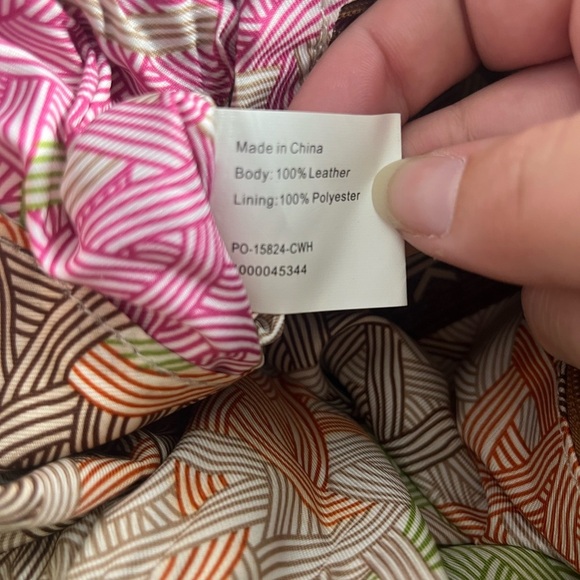 Made in China
Body: 100% Leather
Lining:100% Polyester
PO-15824-CWH
000045344